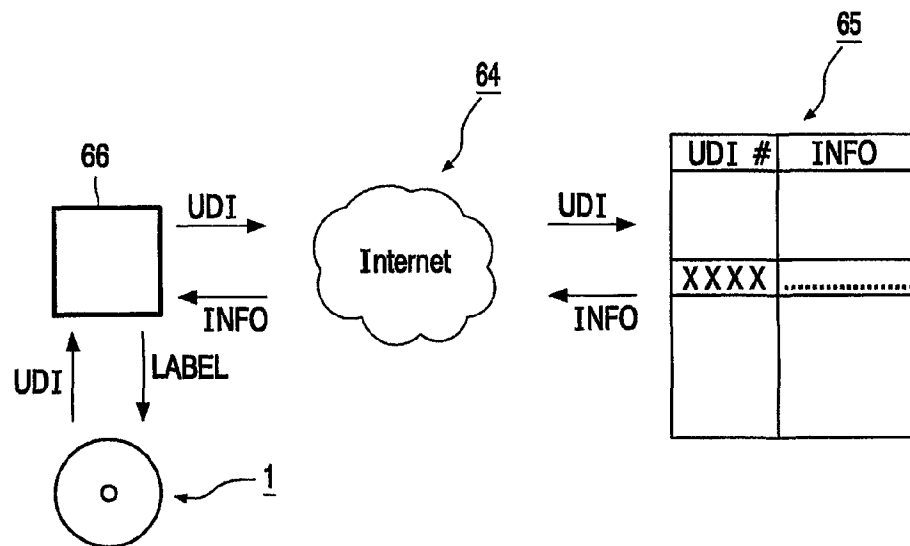 65
64
UDI # INFO
66
UDI
UDI
Internet
XXXX ....................
INFO
INFO
UDI
LABEL
1